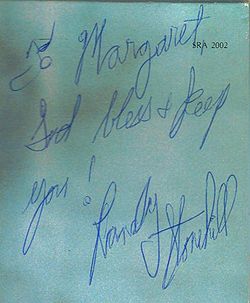 To Margaret
SRA 2002
God bless & keep
you!
Randy
Stonehill